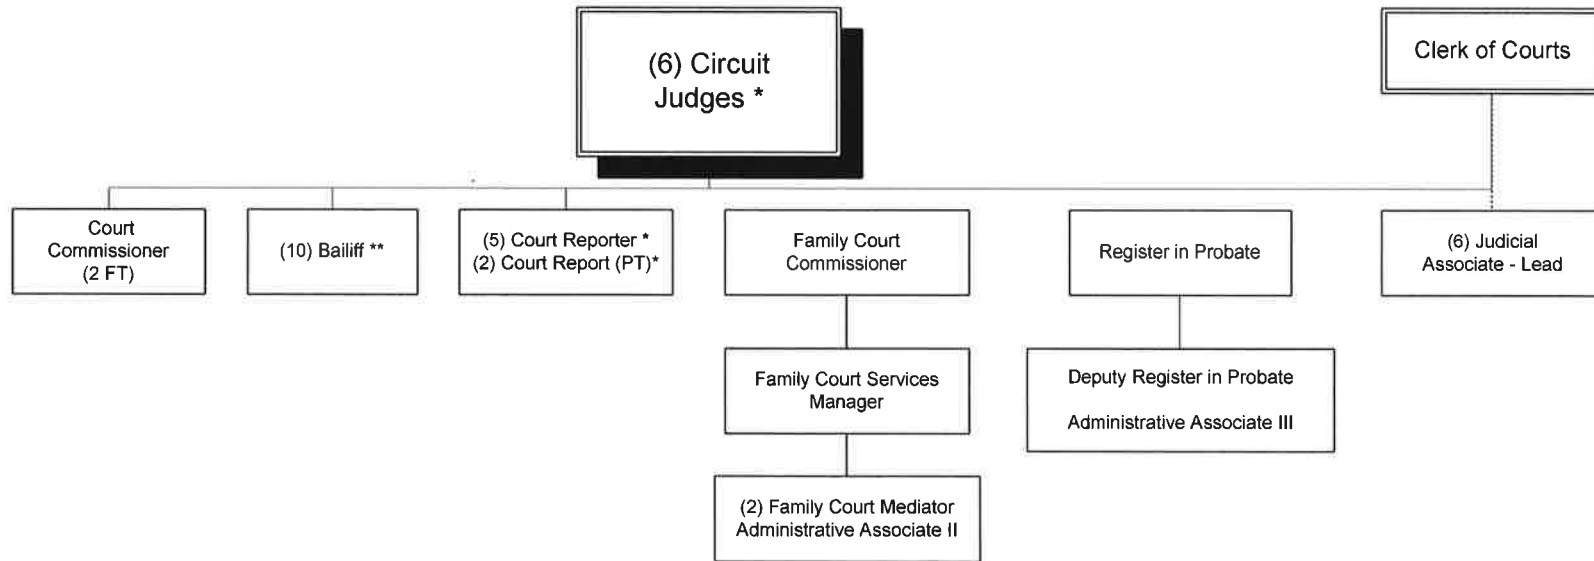 (6) Circuit
Judges *
Clerk of Courts
Court
Commissioner
(2 FT)
(10) Bailiff **
(5) Court Reporter *
(2) Court Report (PT)*
Family Court
Commissioner
Register in Probate
(6) Judicial
Associate - Lead
Family Court Services
Manager
Deputy Register in Probate
Administrative Associate III
(2) Family Court Mediator
Administrative Associate II